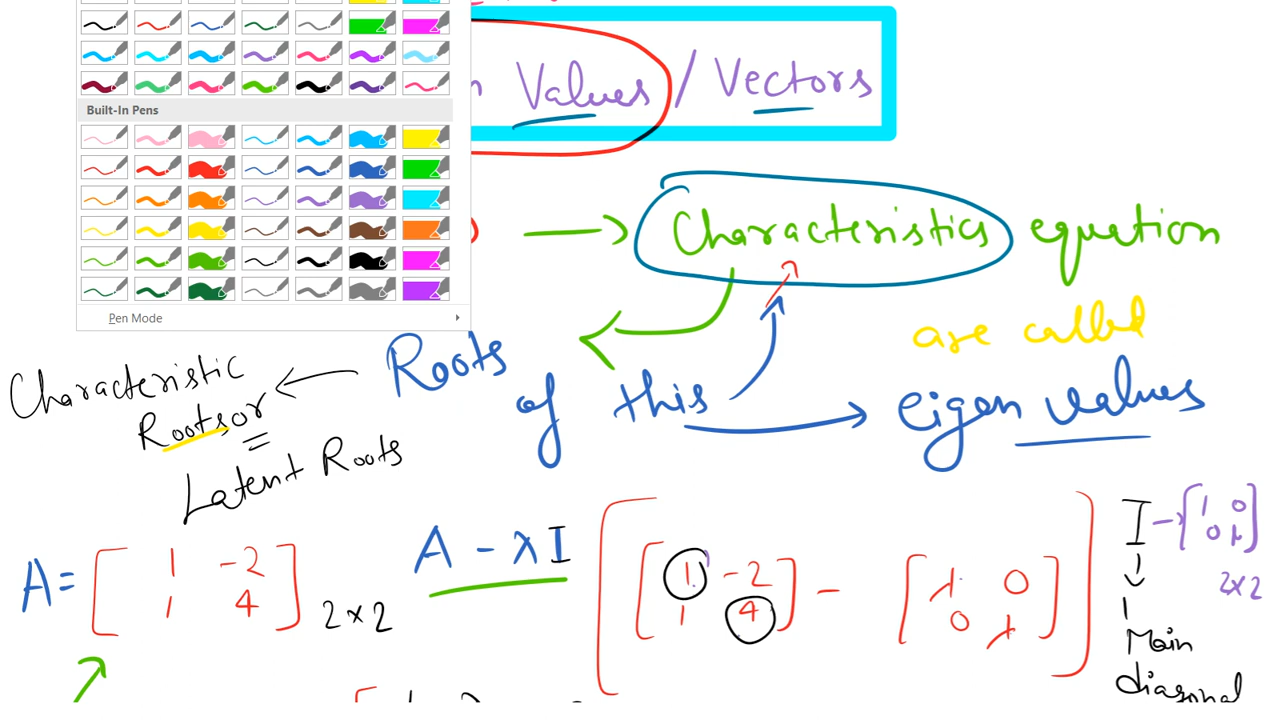 n Values / Vectors
Built-In Pens
Pen Mode
Characteristics equation
are called
Roots
of this eigen values
Characteristic
Roots or
Latent Roots
A = [ 1 -2
1 4 ] 2×2
A - λI
[ 1 -2
1 4 ] - [ λ 0
0 λ ]
I → [ 1 0
0 1 ]
2×2
Main
diagonal